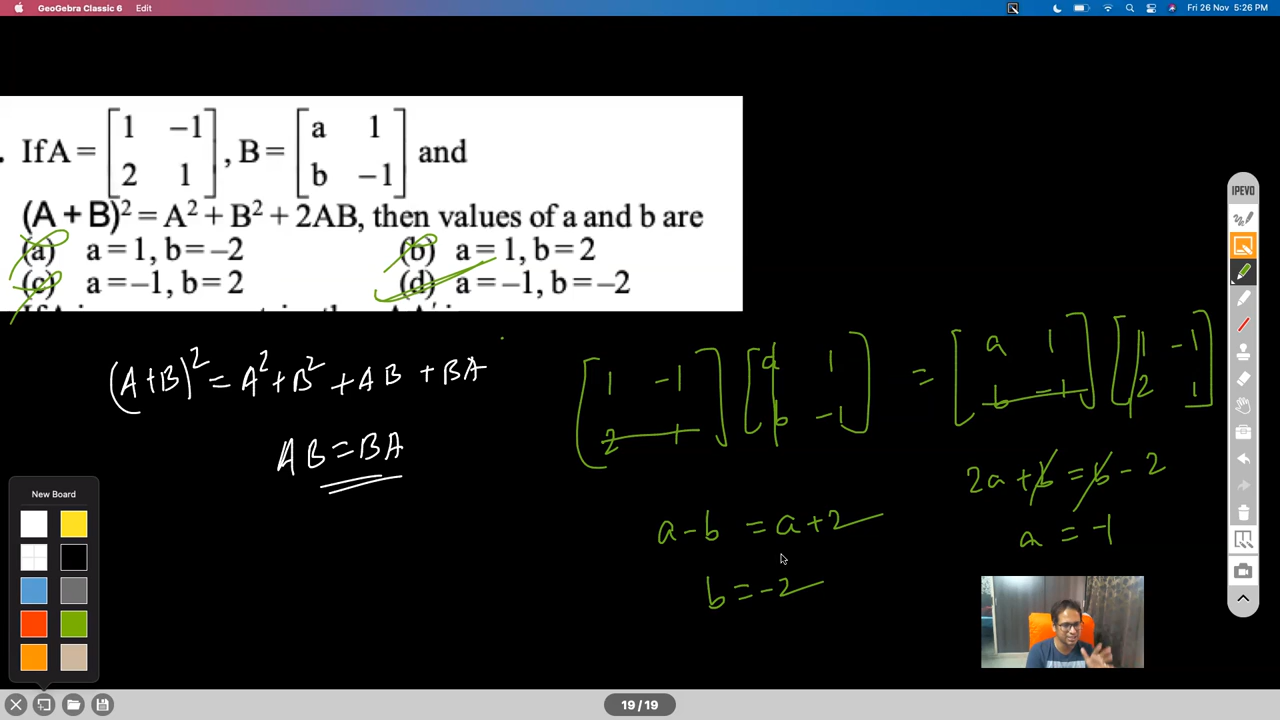 GeoGebra Classic 6 Edit Fri 26 Nov 5:26 PM
. If A = [1 −1
2 1], B = [a 1
b −1] and
(A + B)² = A² + B² + 2AB, then values of a and b are
(a) a = 1, b = −2 (b) a = 1, b = 2
(c) a = −1, b = 2 (d) a = −1, b = −2
(A+B)² = A² + B² + AB + BA
AB = BA
[1 -1
2 1] [a 1
b -1] = [a 1
b -1] [1 -1
2 1]
a - b = a + 2
b = -2
2a + b = b - 2
a = -1
IPEVO
New Board
19 / 19